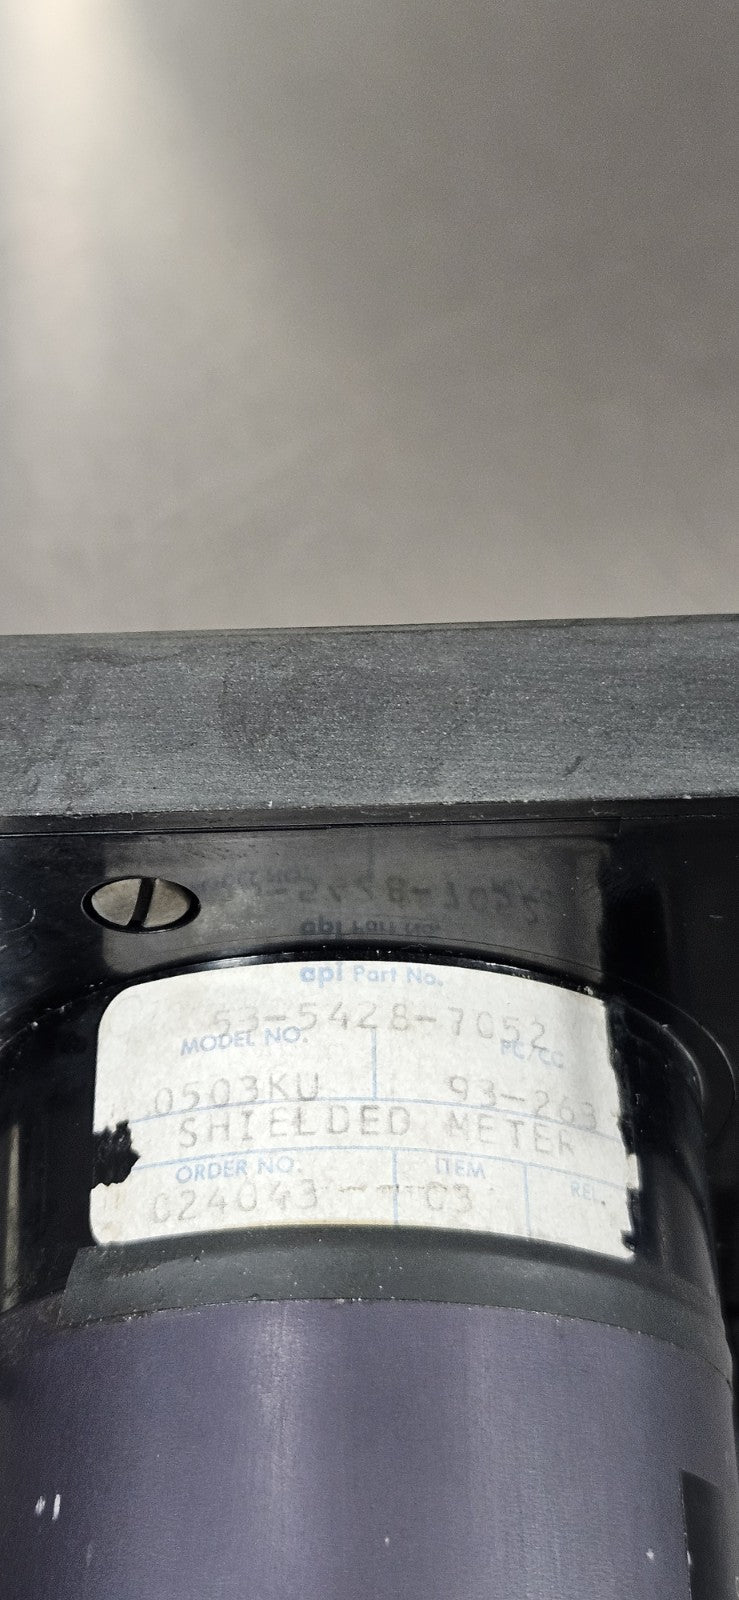 api Part No.
53-5428-7052
MODEL NO. PC/CC
0503KU 93-263
SHIELDED METER
ORDER NO. ITEM REL.
024043 03